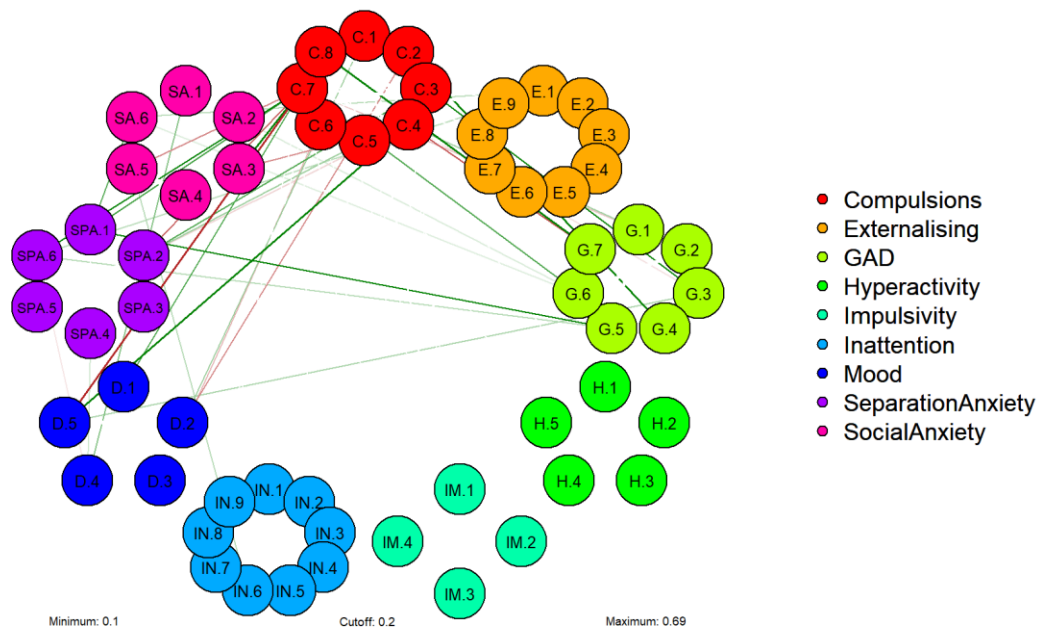 C.1
C.2
C.3
C.4
C.5
C.6
C.7
C.8
E.1
E.2
E.3
E.4
E.5
E.6
E.7
E.8
E.9
SA.1
SA.2
SA.3
SA.4
SA.5
SA.6
SPA.1
SPA.2
SPA.3
SPA.4
SPA.5
SPA.6
G.1
G.2
G.3
G.4
G.5
G.6
G.7
D.1
D.2
D.3
D.4
D.5
H.1
H.2
H.3
H.4
H.5
IN.1
IN.2
IN.3
IN.4
IN.5
IN.6
IN.7
IN.8
IN.9
IM.1
IM.2
IM.3
IM.4
Compulsions
Externalising
GAD
Hyperactivity
Impulsivity
Inattention
Mood
SeparationAnxiety
SocialAnxiety
Minimum: 0.1
Cutoff: 0.2
Maximum: 0.69